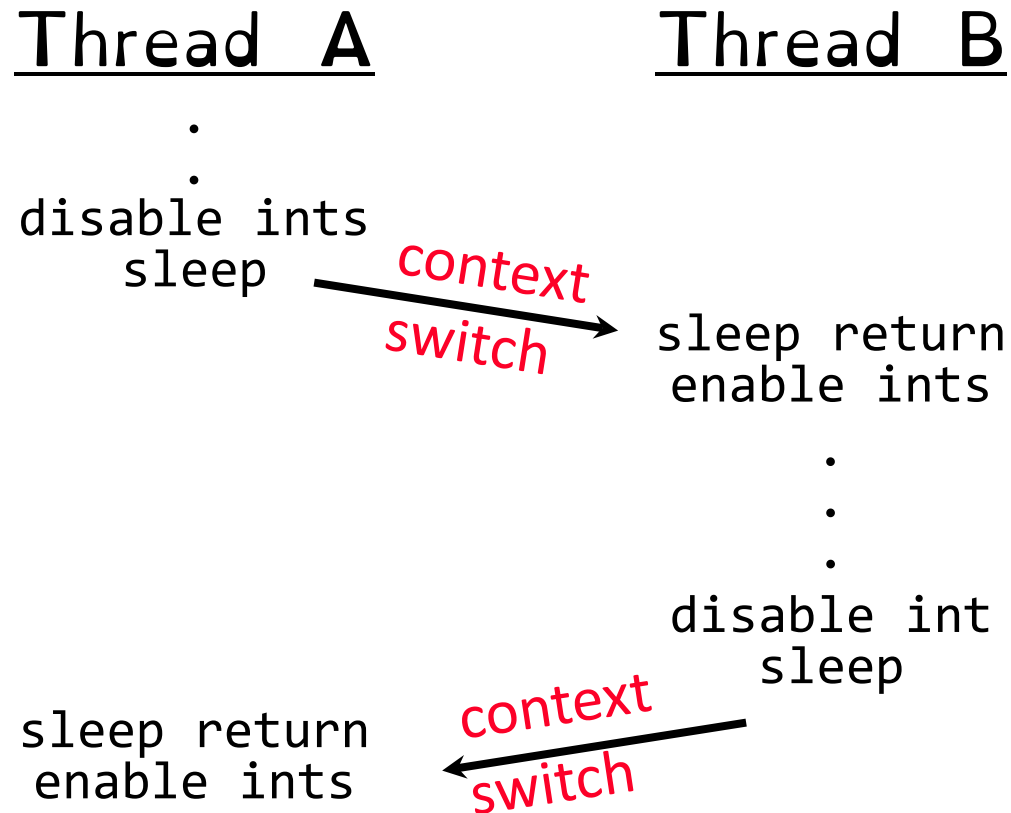 Thread A
Thread B
.
.
disable ints
sleep
context
switch
sleep return
enable ints
.
.
.
disable int
sleep
context
switch
sleep return
enable ints